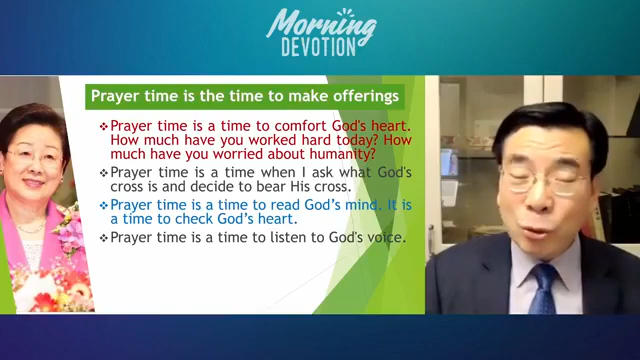 Morning
DEVOTION
Prayer time is the time to make offerings
❖Prayer time is a time to comfort God's heart.
How much have you worked hard today? How
much have you worried about humanity?
❖Prayer time is a time when I ask what God's
cross is and decide to bear His cross.
❖Prayer time is a time to read God's mind. It is
a time to check God's heart.
❖Prayer time is a time to listen to God's voice.